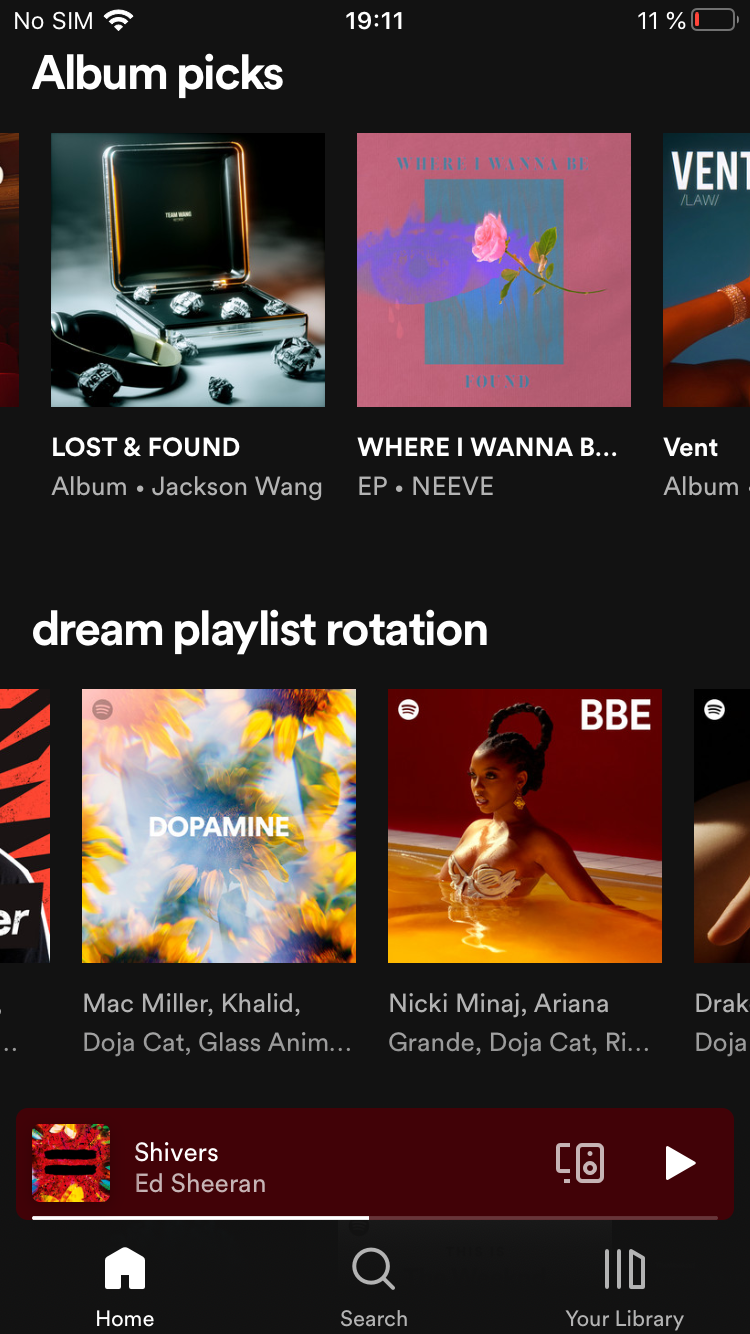 No SIM 19:11 11 %
Album picks
TEAM WANG
WHERE I WANNA BE
FOUND
VENT
/LAW/
LOST & FOUND
Album • Jackson Wang
WHERE I WANNA B...
EP • NEEVE
Vent
Album
dream playlist rotation
er
DOPAMINE
BBE
Mac Miller, Khalid,
Doja Cat, Glass Anim...
Nicki Minaj, Ariana
Grande, Doja Cat, Ri...
Drak
Doja
Shivers
Ed Sheeran
Home
Search
Your Library